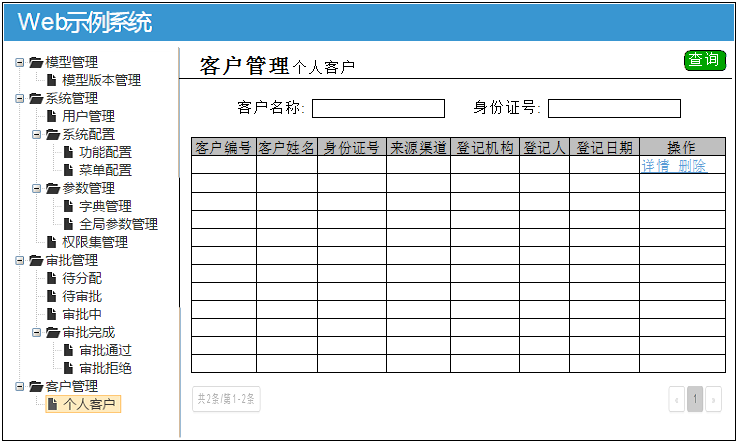 Web示例系统
模型管理
模型版本管理
系统管理
用户管理
系统配置
功能配置
菜单配置
参数管理
字典管理
全局参数管理
权限集管理
审批管理
待分配
待审批
审批中
审批完成
审批通过
审批拒绝
客户管理
个人客户
客户管理 个人客户
查询
客户名称: 身份证号:
客户编号 客户姓名 身份证号 来源渠道 登记机构 登记人 登记日期 操作
详情 删除
共2条/第1-2条
‹ 1 ›